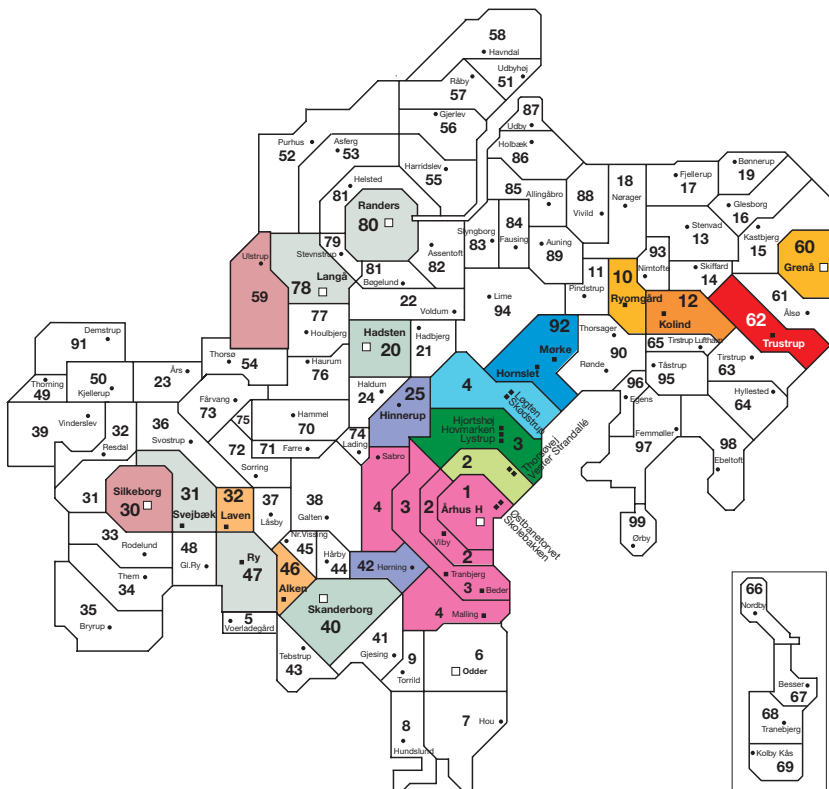 58
Havndal
Udbyhøj
51
Råby
57
Gjerlev
56
87
Udby
Holbæk
86
Purhus
52
Asferg
53
Harridslev
55
Helsted
81
Randers
80
85
Allingåbro
88
Vivild
18
Nørager
Fjellerup
17
Bønnerup
19
Glesborg
16
Stenvad
13
Kastbjerg
15
60
Grenå
Ulstrup
59
79
Stevnstrup
Langå
78
81
Bøgelund
Assentoft
82
Slyngborg
83
84
Fausing
Auning
89
93
Nimtofte
Skiffard
14
11
Pindstrup
10
Ryomgård
12
Kolind
61
Ålsø
62
Trustrup
22
Voldum
Lime
94
77
Houlbjerg
Hadsten
20
Hadbjerg
21
92
Mørke
Hornslet
Thorsager
90
Rønde
65
Tirstrup Lufthavn
Tåstrup
95
Tirstrup
63
Hyllested
64
Demstrup
91
Thorsø
54
Haurum
76
Års
23
50
Kjellerup
Thorning
49
Haldum
24
25
Hinnerup
4
Løgten
Skødstrup
96
Egens
Femmøller
97
98
Ebeltoft
Fårvang
73
Hammel
70
75
Vinderslev
39
32
Resdal
36
Svostrup
72
71
Farre
74
Lading
Sorring
Hjortshøj
Hovmarken
Lystrup
3
Thorsøvej
Vester Strandallé
2
Sabro
1
Århus H
Østbanetorvet
Skolebakken
4
3
2
Viby
2
99
Ørby
31
Silkeborg
30
31
Svejbæk
32
Laven
37
Låsby
38
Galten
33
Rodelund
48
Gl.Ry
Ry
47
Nr.Vissing
45
Hårby
44
42
Hørning
46
Alken
Tranbjerg
3
Beder
4
Malling
Them
34
35
Bryrup
5
Voerladegård
Skanderborg
40
Tebstrup
43
41
Gjesing
9
Torrild
6
Odder
7
Hou
8
Hundslund
66
Nordby
Besser
67
68
Tranebjerg
Kolby Kås
69